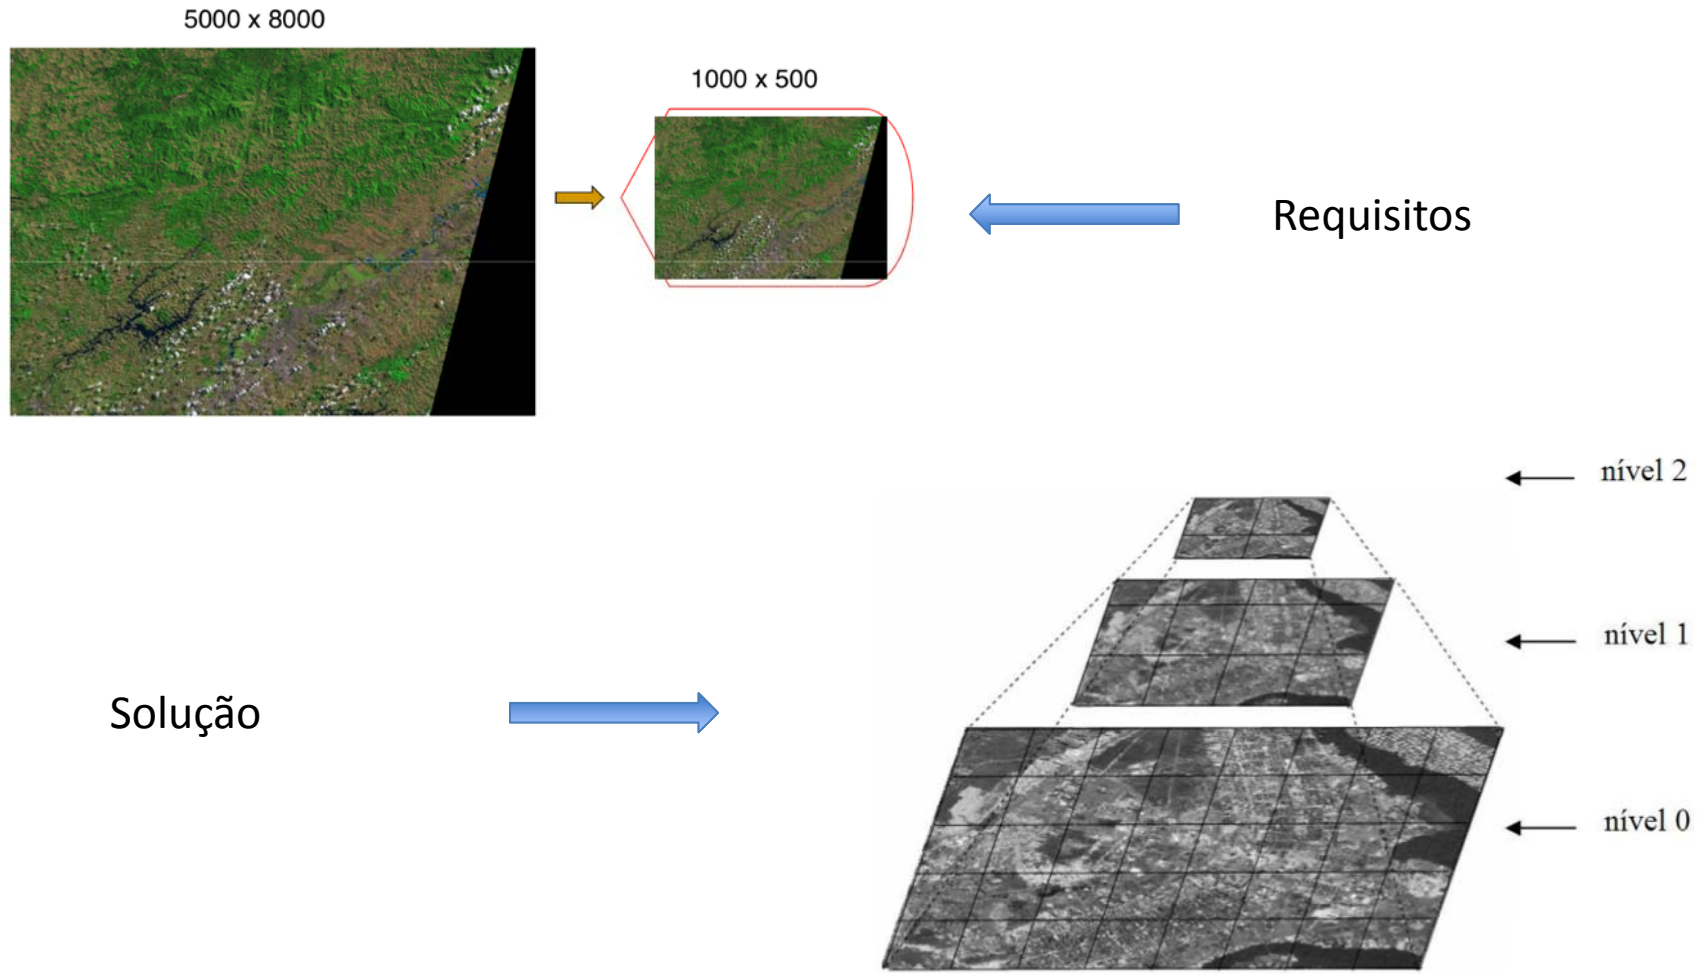 5000 x 8000
1000 x 500
Requisitos
nível 2
nível 1
Solução
nível 0